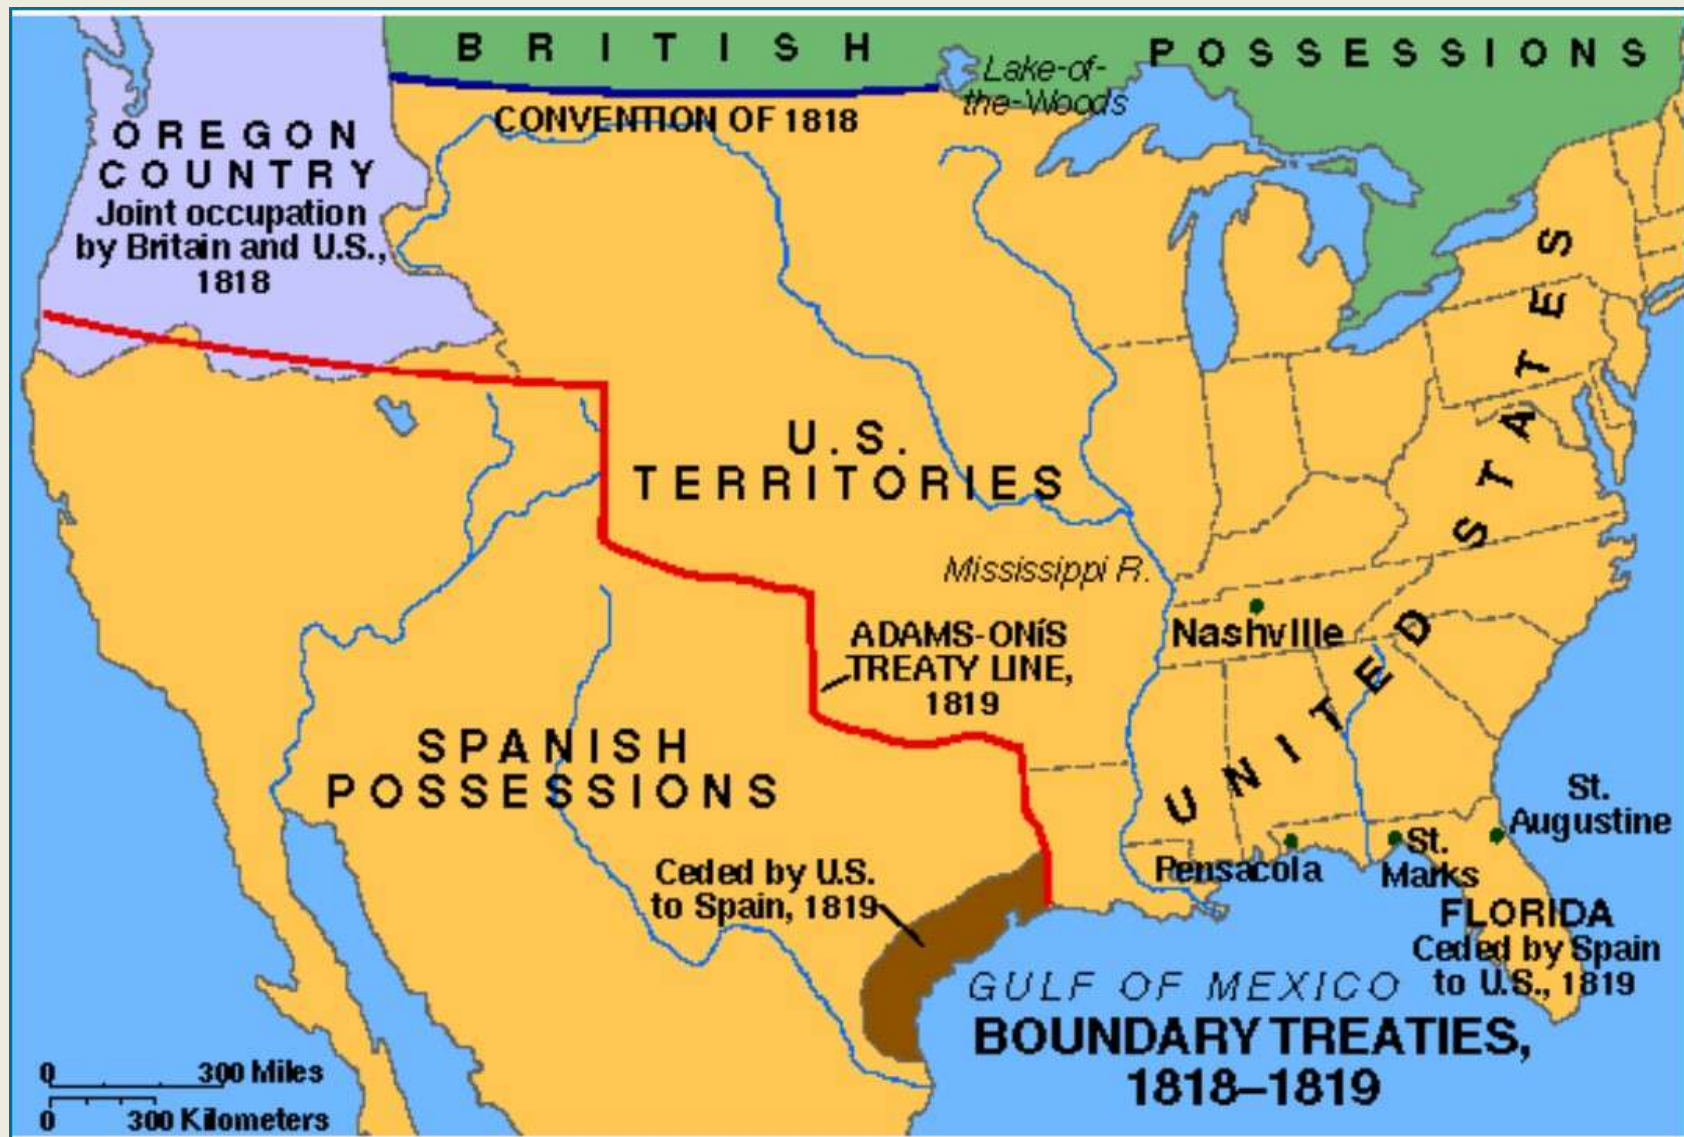 BRITISH POSSESSIONS
Lake-of-
the-Woods
CONVENTION OF 1818
OREGON
COUNTRY
Joint occupation
by Britain and U.S.,
1818
U.S.
TERRITORIES
UNITED STATES
Mississippi R.
Nashville
ADAMS-ONíS
TREATY LINE,
1819
SPANISH
POSSESSIONS
St.
Augustine
St.
Marks
Pensacola
Ceded by U.S.
to Spain, 1819
FLORIDA
Ceded by Spain
to U.S., 1819
GULF OF MEXICO
BOUNDARY TREATIES,
1818–1819
0 300 Miles
0 300 Kilometers